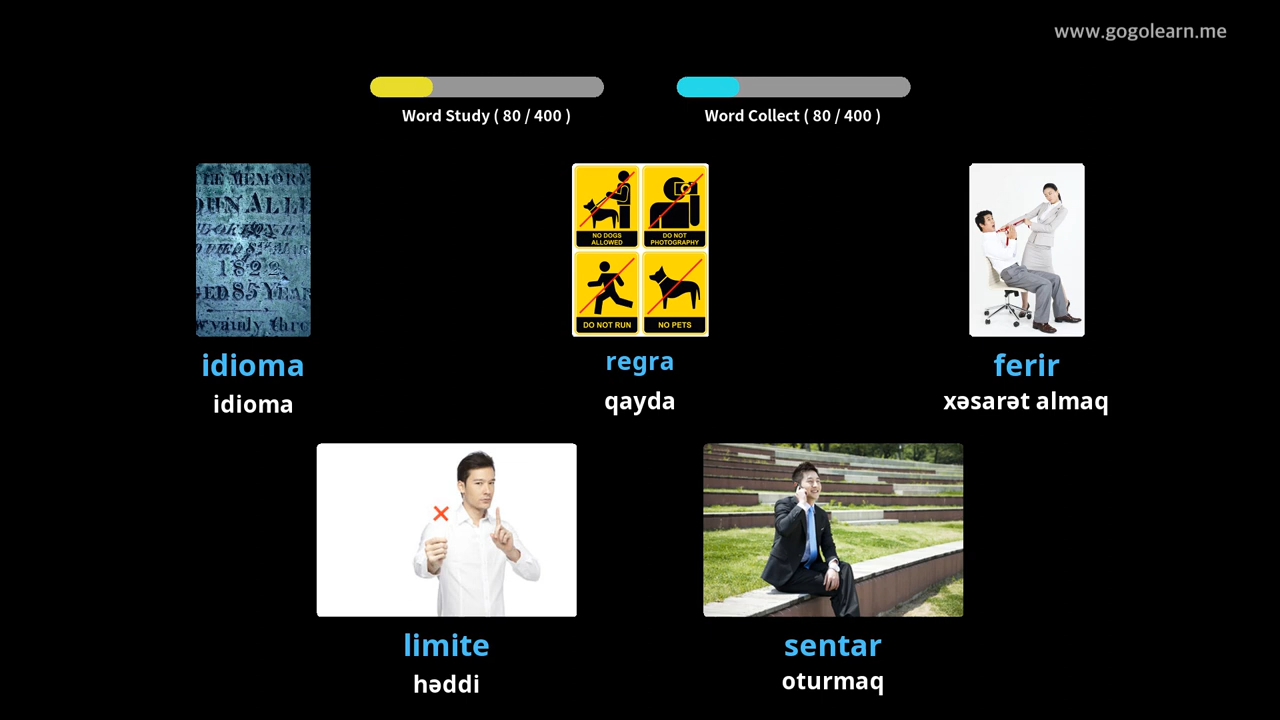 www.gogolearn.me
Word Study ( 80 / 400 )
Word Collect ( 80 / 400 )
1822
NO DOGS
ALLOWED
DO NOT
PHOTOGRAPHY
DO NOT RUN
NO PETS
idioma
idioma
regra
qayda
ferir
xəsarət almaq
limite
həddi
sentar
oturmaq